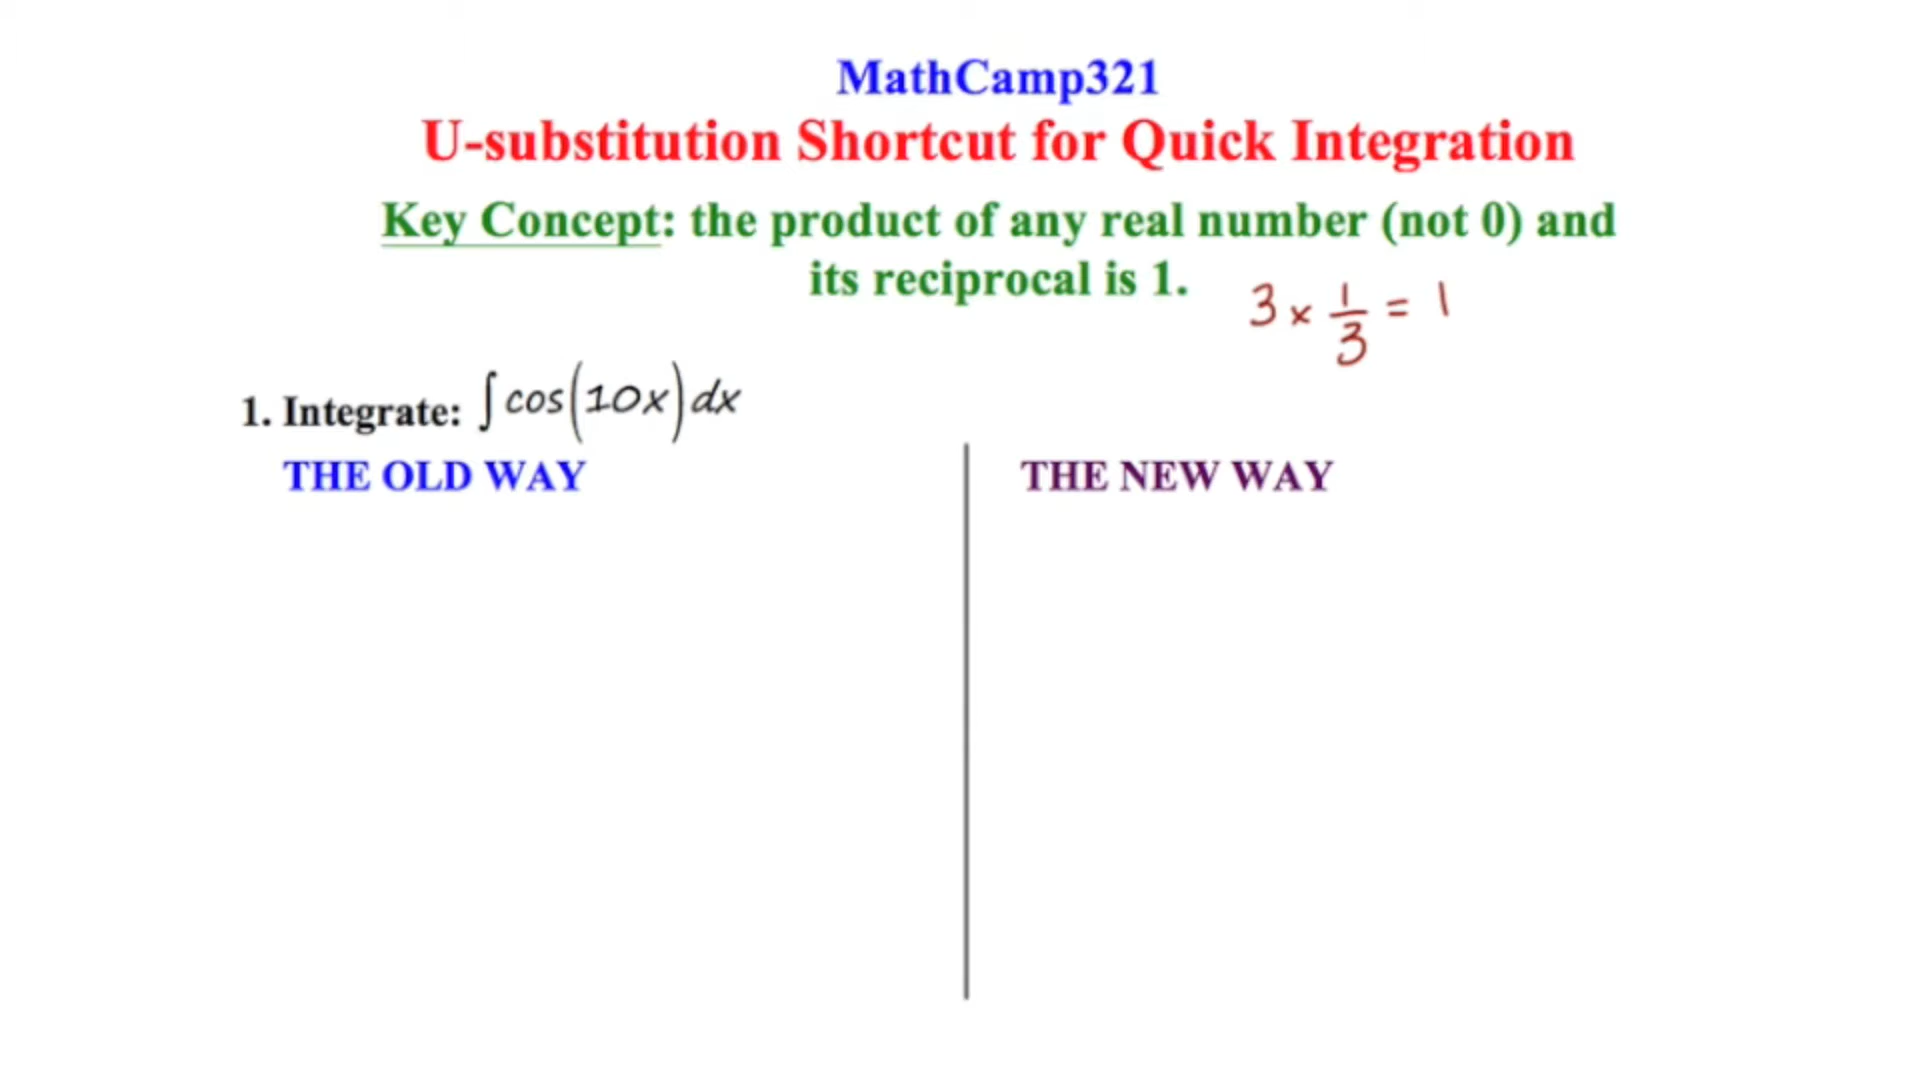 MathCamp321
U-substitution Shortcut for Quick Integration
Key Concept: the product of any real number (not 0) and
its reciprocal is 1.
3 × 1/3 = 1
1. Integrate: ∫ cos(10x) dx
THE OLD WAY
THE NEW WAY